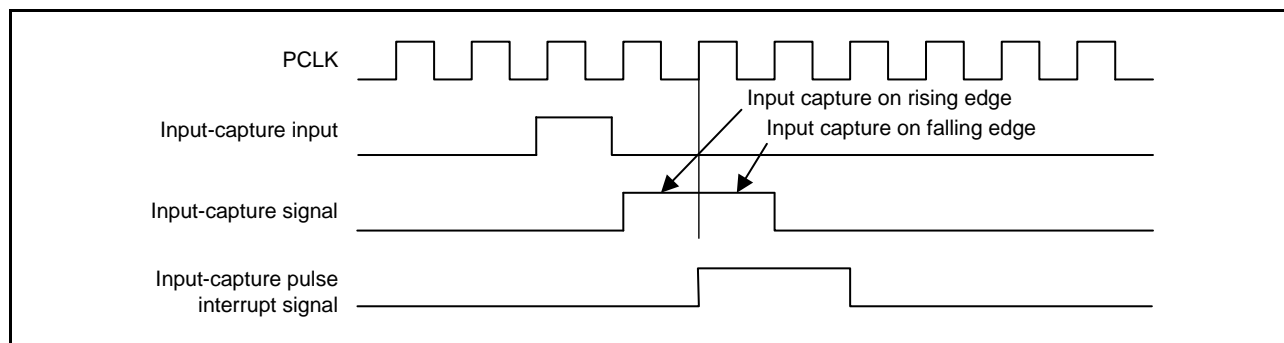 PCLK
Input capture on rising edge
Input-capture input
Input capture on falling edge
Input-capture signal
Input-capture pulse
interrupt signal